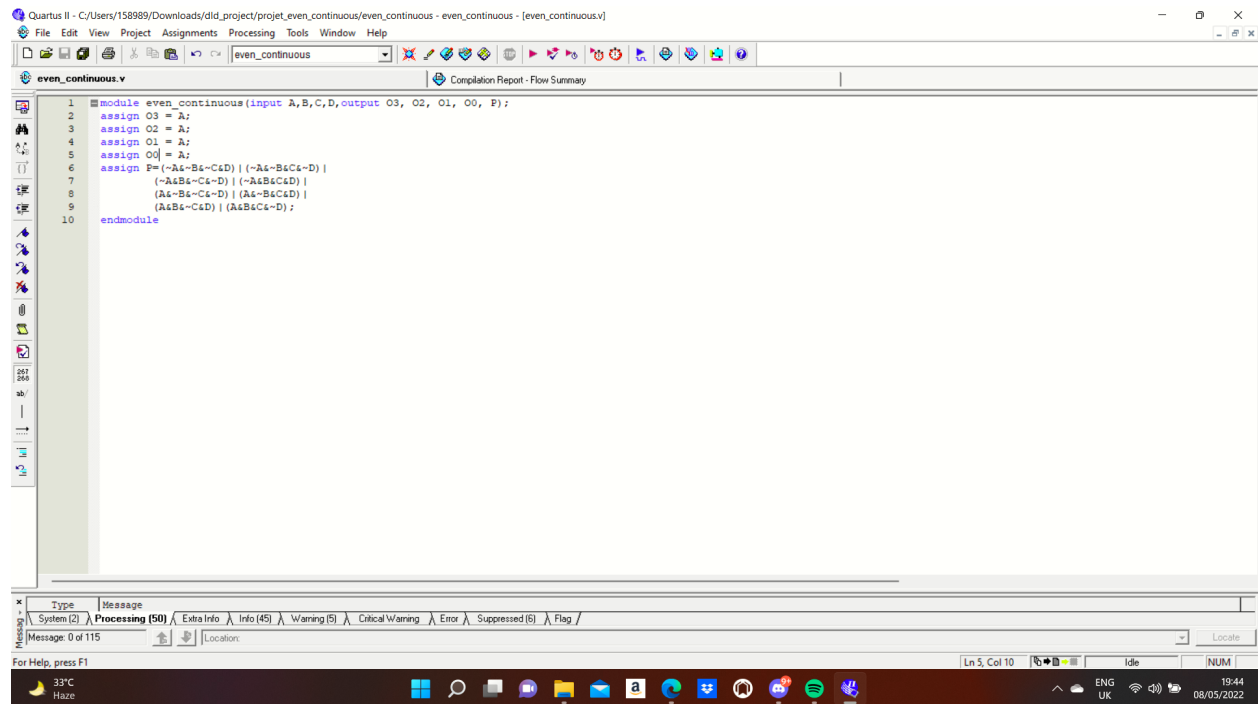 Quartus II - C:/Users/158989/Downloads/dld_project/projet_even_continuous/even_continuous - even_continuous - [even_continuous.v]
File Edit View Project Assignments Processing Tools Window Help
even_continuous
even_continuous.v
Compilation Report - Flow Summary
1 module even_continuous(input A,B,C,D,output O3, O2, O1, O0, P);
2 assign O3 = A;
3 assign O2 = A;
4 assign O1 = A;
5 assign O0 = A;
6 assign P=(~A&~B&~C&D)|(~A&~B&C&~D)|
7 (~A&B&~C&~D)|(~A&B&C&D)|
8 (A&~B&~C&~D)|(A&~B&C&D)|
9 (A&B&~C&D)|(A&B&C&~D);
10 endmodule
267
268
ab/
Type Message
System (2) Processing (50) Extra Info Info (45) Warning (5) Critical Warning Error Suppressed (6) Flag
Messag
Message: 0 of 115 Location: Locate
For Help, press F1 Ln 5, Col 10 Idle NUM
33°C
Haze
a
9+
ENG
UK
19:44
08/05/2022